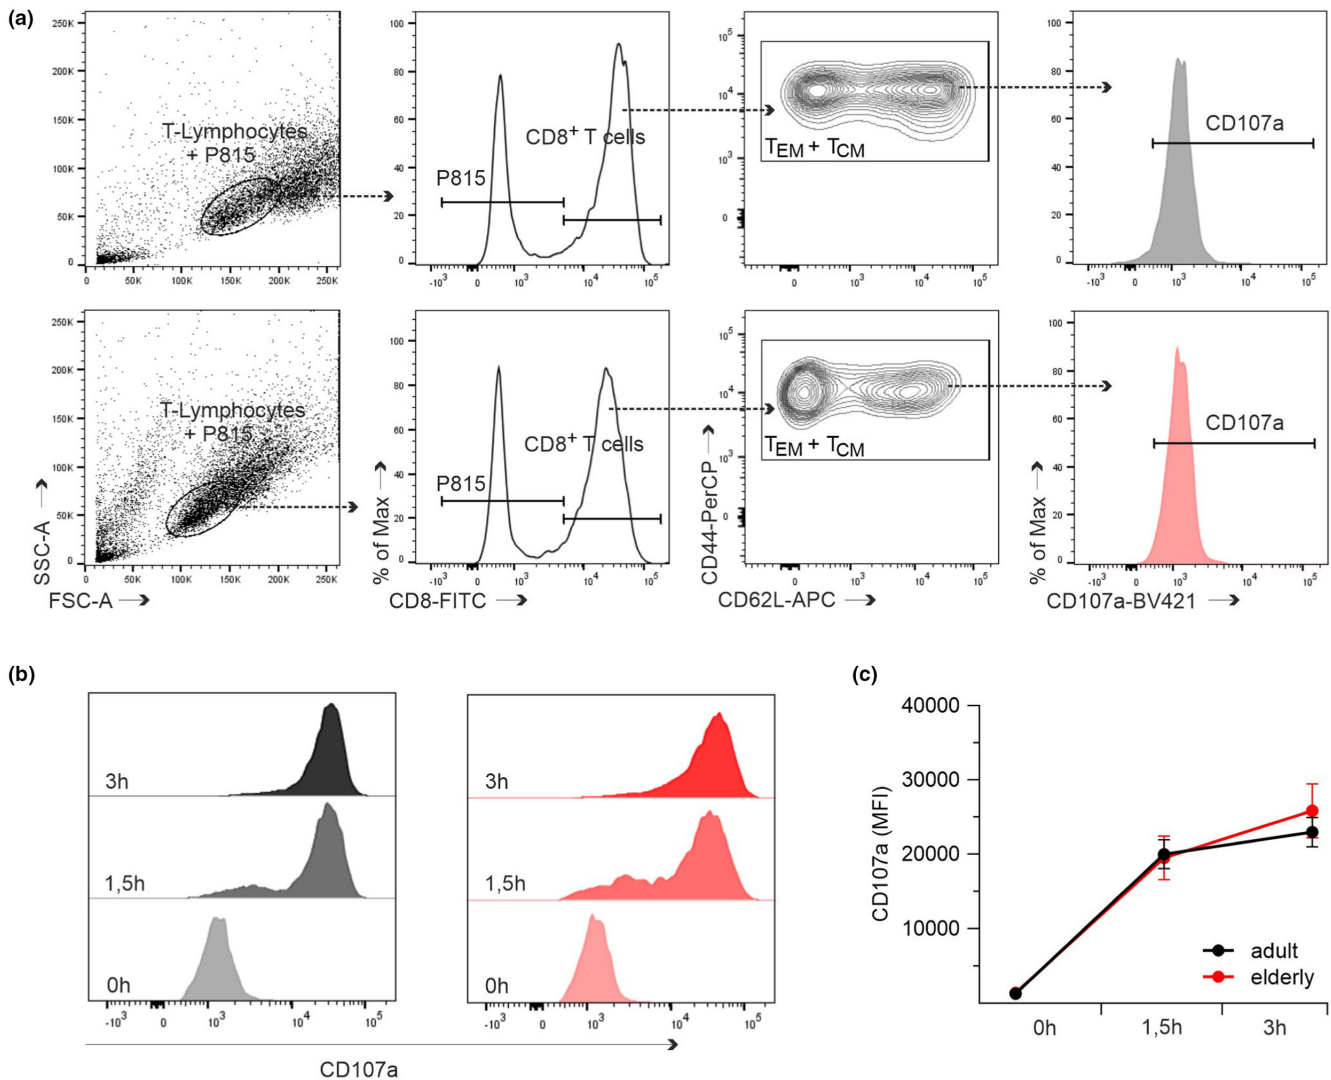 (a)
250K
200K
150K
100K
50K
0
0 50K 100K 150K 200K 250K
T-Lymphocytes
+ P815
100
80
60
40
20
0
-10³ 0 10³ 10⁴ 10⁵
P815
CD8⁺ T cells
10⁵
10⁴
10³
0
0 10³ 10⁴ 10⁵
TEM + TCM
100
80
60
40
20
0
-10³ 0 10³ 10⁴ 10⁵
CD107a
250K
200K
150K
100K
50K
0
0 50K 100K 150K 200K 250K
T-Lymphocytes
+ P815
SSC-A
FSC-A
100
80
60
40
20
0
-10³ 0 10³ 10⁴ 10⁵
P815
CD8⁺ T cells
% of Max
CD8-FITC
10⁵
10⁴
10³
0
0 10³ 10⁴ 10⁵
TEM + TCM
CD44-PerCP
CD62L-APC
100
80
60
40
20
0
-10³ 0 10³ 10⁴ 10⁵
CD107a
% of Max
CD107a-BV421
(b)
3h
1,5h
0h
-10³ 0 10³ 10⁴ 10⁵
3h
1,5h
0h
-10³ 0 10³ 10⁴ 10⁵
CD107a
(c)
40000
30000
20000
10000
CD107a (MFI)
adult
elderly
0h 1,5h 3h